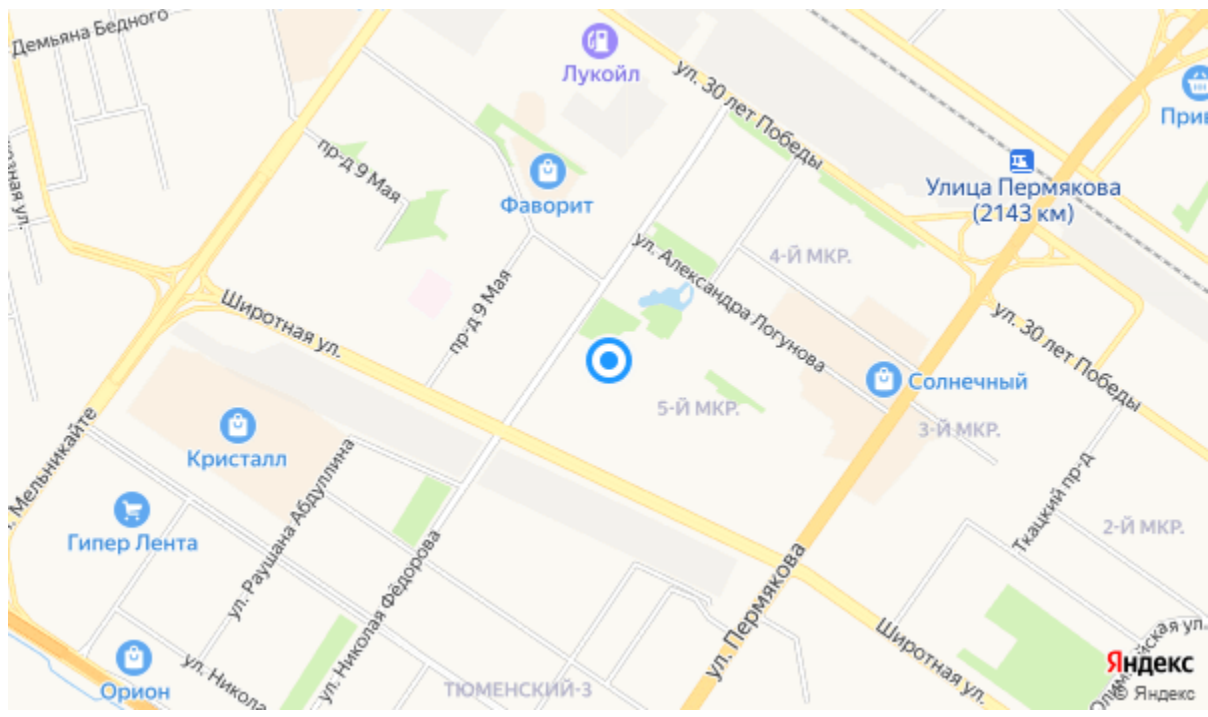 Демьяна Бедного
Лукойл
ул. 30 лет Победы
пр-д 9 Мая
Фаворит
Улица Пермякова
(2143 км)
ул. Александра Логунова
4-Й МКР.
пр-д 9 Мая
Широтная ул.
ул. 30 лет Победы
Солнечный
5-Й МКР.
3-Й МКР.
Мельникайте
Кристалл
Гипер Лента
ул. Раушана Абдуллина
ул. Николая Фёдорова
Ткацкий пр-д
2-Й МКР.
ул. Пермякова
Широтная ул.
Орион
ТЮМЕНСКИЙ-3
Яндекс
© Яндекс